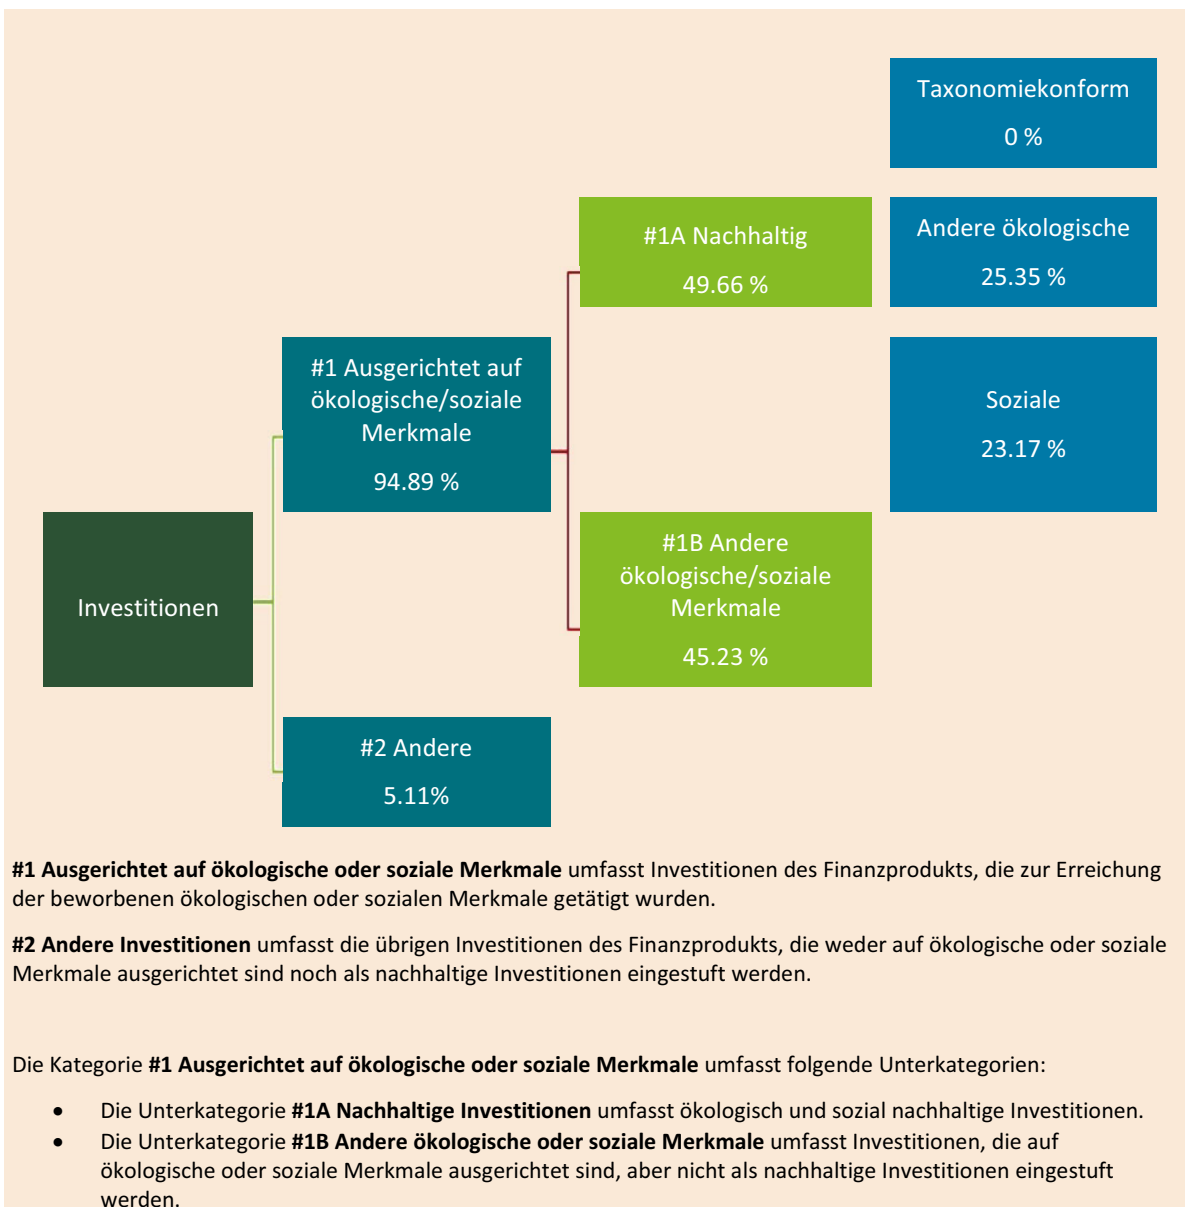 Taxonomiekonform
0 %
#1A Nachhaltig
49.66 %
Andere ökologische
25.35 %
#1 Ausgerichtet auf
ökologische/soziale
Merkmale
94.89 %
Soziale
23.17 %
Investitionen
#1B Andere
ökologische/soziale
Merkmale
45.23 %
#2 Andere
5.11%
#1 Ausgerichtet auf ökologische oder soziale Merkmale umfasst Investitionen des Finanzprodukts, die zur Erreichung
der beworbenen ökologischen oder sozialen Merkmale getätigt wurden.
#2 Andere Investitionen umfasst die übrigen Investitionen des Finanzprodukts, die weder auf ökologische oder soziale
Merkmale ausgerichtet sind noch als nachhaltige Investitionen eingestuft werden.
Die Kategorie #1 Ausgerichtet auf ökologische oder soziale Merkmale umfasst folgende Unterkategorien:
• Die Unterkategorie #1A Nachhaltige Investitionen umfasst ökologisch und sozial nachhaltige Investitionen.
• Die Unterkategorie #1B Andere ökologische oder soziale Merkmale umfasst Investitionen, die auf
ökologische oder soziale Merkmale ausgerichtet sind, aber nicht als nachhaltige Investitionen eingestuft
werden.